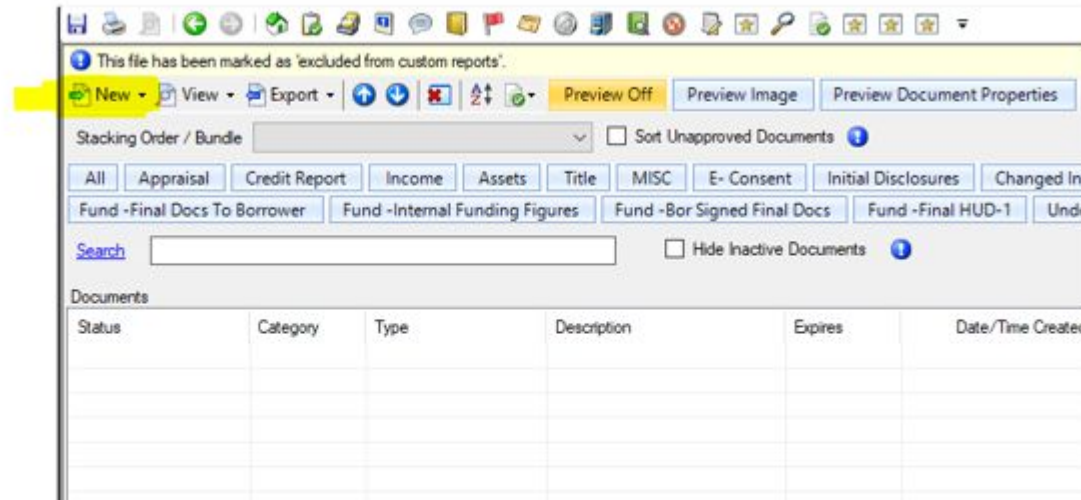 This file has been marked as 'excluded from custom reports'.
New View Export Preview Off Preview Image Preview Document Properties
Stacking Order / Bundle Sort Unapproved Documents
All Appraisal Credit Report Income Assets Title MISC E- Consent Initial Disclosures Changed In
Fund -Final Docs To Borrower Fund -Internal Funding Figures Fund -Bor Signed Final Docs Fund -Final HUD-1 Und
Search Hide Inactive Documents
Documents
Status Category Type Description Expires Date/Time Created